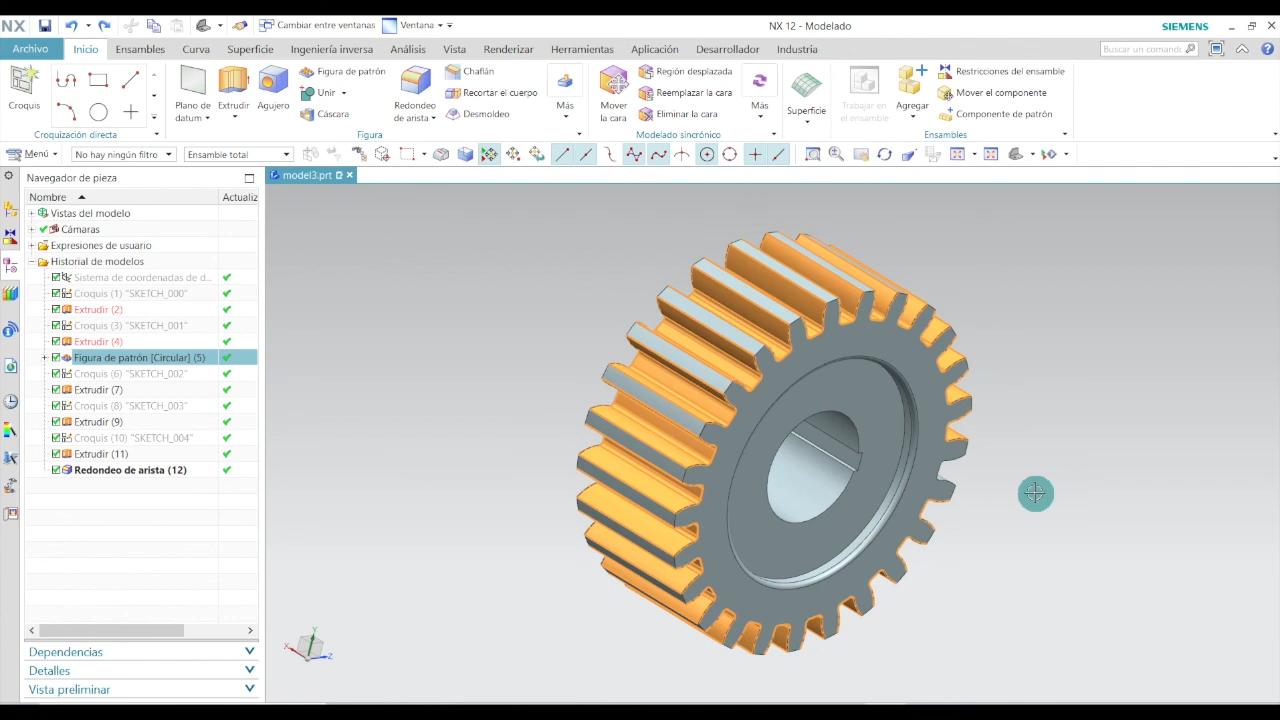 NX
Cambiar entre ventanas
Ventana
NX 12 - Modelado
SIEMENS
Archivo
Inicio
Ensambles
Curva
Superficie
Ingeniería inversa
Análisis
Vista
Renderizar
Herramientas
Aplicación
Desarrollador
Industria
Buscar un comando
Croquis
Plano de datum
Extrudir
Agujero
Figura de patrón
Unir
Cáscara
Redondeo de arista
Chaflán
Recortar el cuerpo
Desmoldeo
Más
Mover la cara
Región desplazada
Reemplazar la cara
Eliminar la cara
Más
Superficie
Trabajar en el ensamble
Agregar
Restricciones del ensamble
Mover el componente
Componente de patrón
Croquización directa
Figura
Modelado sincrónico
Ensambles
Menú
No hay ningún filtro
Ensamble total
Navegador de pieza
model3.prt
Nombre
Actualiz
Vistas del modelo
Cámaras
Expresiones de usuario
Historial de modelos
Sistema de coordenadas de d...
Croquis (1) "SKETCH_000"
Extrudir (2)
Croquis (3) "SKETCH_001"
Extrudir (4)
Figura de patrón [Circular] (5)
Croquis (6) "SKETCH_002"
Extrudir (7)
Croquis (8) "SKETCH_003"
Extrudir (9)
Croquis (10) "SKETCH_004"
Extrudir (11)
Redondeo de arista (12)
Dependencias
Detalles
Vista preliminar
Y
X
Z